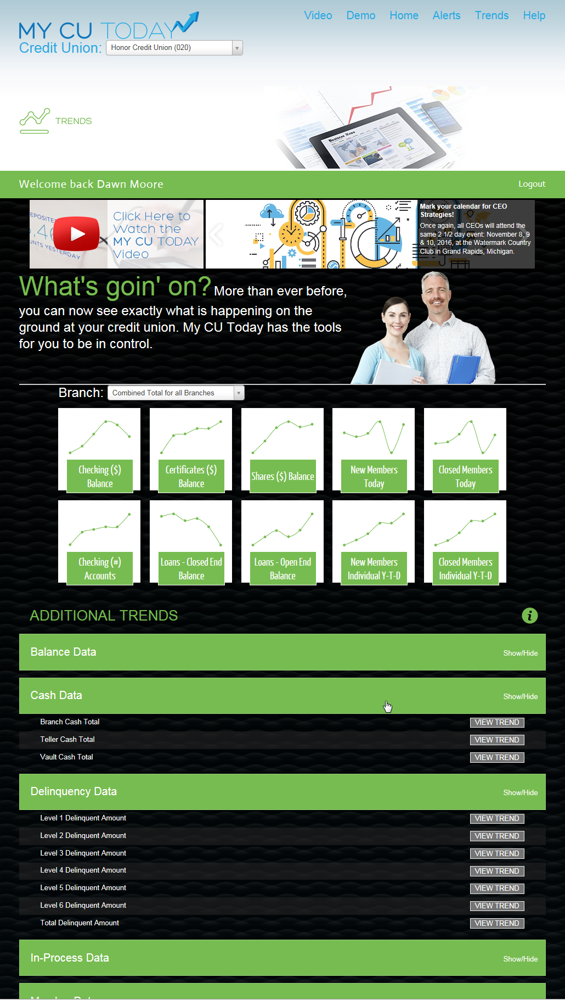 Video Demo Home Alerts Trends Help
MY CU TODAY
Credit Union: Honor Credit Union (020)
Business News
TRENDS
Welcome back Dawn Moore
Logout
Click Here to
Watch the
MY CU TODAY
Video
UNTS YESTERDAY
Mark your calendar for CEO
Strategies!
Once again, all CEOs will attend the
same 2 1/2 day event: November 8, 9
& 10, 2016, at the Watermark Country
Club in Grand Rapids, Michigan.
What's goin' on? More than ever before,
you can now see exactly what is happening on the
ground at your credit union. My CU Today has the tools
for you to be in control.
Branch: Combined Total for all Branches
Checking ($)
Balance
Certificates ($)
Balance
Shares ($) Balance
New Members
Today
Closed Members
Today
Checking (#)
Accounts
Loans - Closed End
Balance
Loans - Open End
Balance
New Members
Individual Y-T-D
Closed Members
Individual Y-T-D
ADDITIONAL TRENDS
i
Balance Data Show/Hide
Cash Data Show/Hide
Branch Cash Total VIEW TREND
Teller Cash Total VIEW TREND
Vault Cash Total VIEW TREND
Delinquency Data Show/Hide
Level 1 Delinquent Amount VIEW TREND
Level 2 Delinquent Amount VIEW TREND
Level 3 Delinquent Amount VIEW TREND
Level 4 Delinquent Amount VIEW TREND
Level 5 Delinquent Amount VIEW TREND
Level 6 Delinquent Amount VIEW TREND
Total Delinquent Amount VIEW TREND
In-Process Data Show/Hide